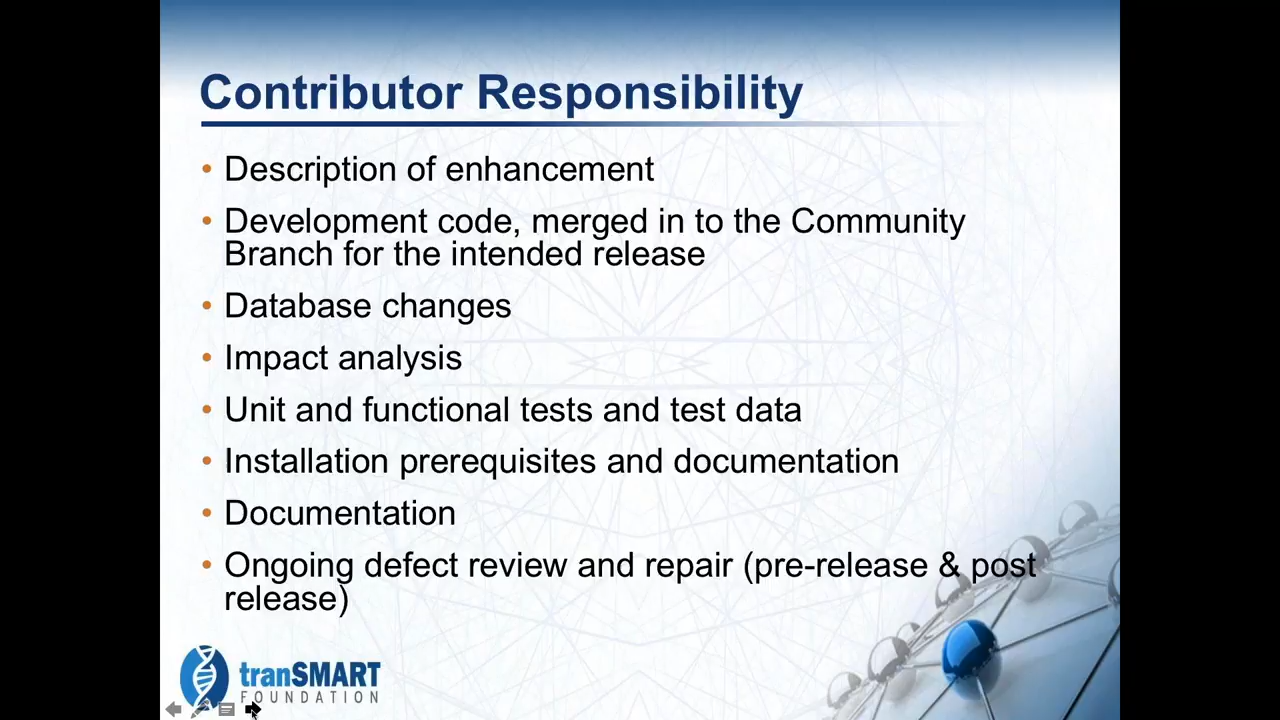 Contributor Responsibility
• Description of enhancement
• Development code, merged in to the Community
Branch for the intended release
• Database changes
• Impact analysis
• Unit and functional tests and test data
• Installation prerequisites and documentation
• Documentation
• Ongoing defect review and repair (pre-release & post
release)
tranSMART
FOUNDATION